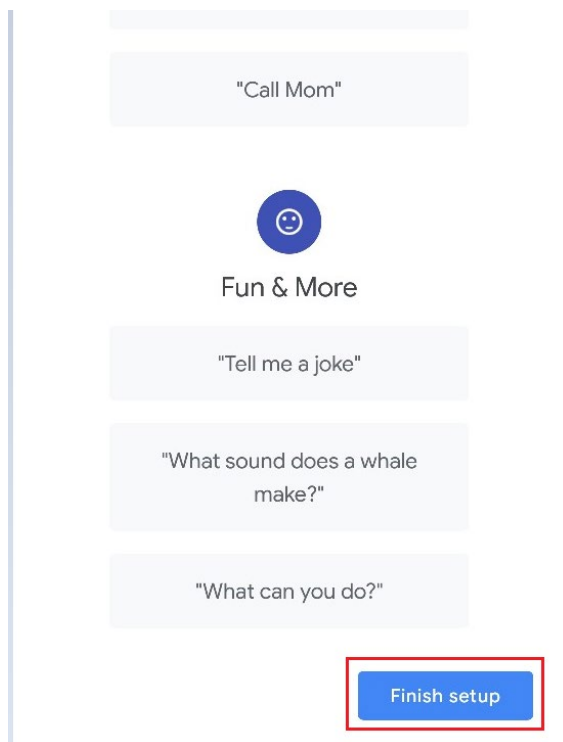 "Call Mom"
Fun & More
"Tell me a joke"
"What sound does a whale
make?"
"What can you do?"
Finish setup